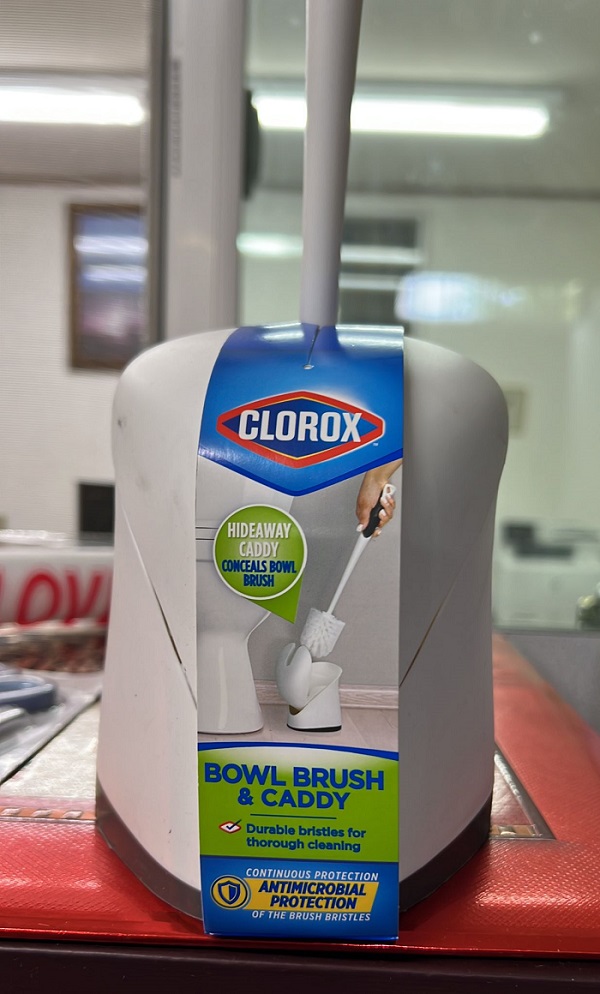 CLOROX
HIDEAWAY
CADDY
CONCEALS BOWL
BRUSH
LOV
BOWL BRUSH
& CADDY
Durable bristles for
thorough cleaning
CONTINUOUS PROTECTION
ANTIMICROBIAL
PROTECTION
OF THE BRUSH BRISTLES